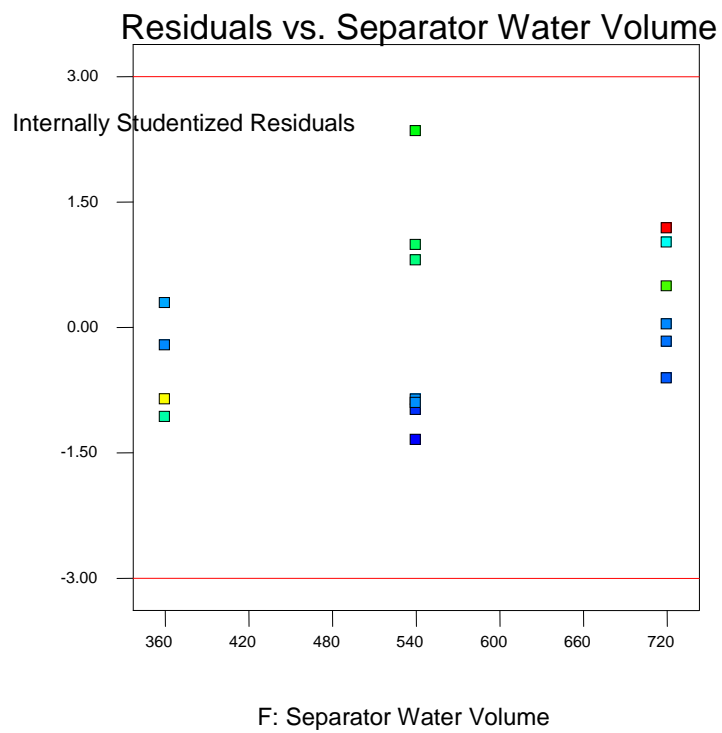 Residuals vs. Separator Water Volume
3.00
Internally Studentized Residuals
1.50
0.00
-1.50
-3.00
360 420 480 540 600 660 720
F: Separator Water Volume